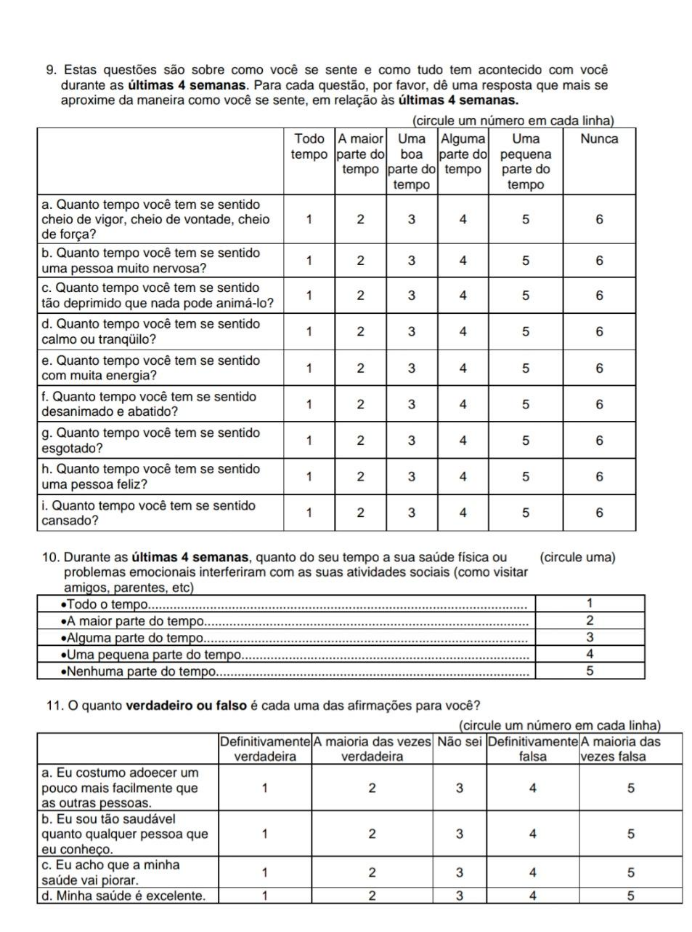 9. Estas questões são sobre como você se sente e como tudo tem acontecido com você
durante as últimas 4 semanas. Para cada questão, por favor, dê uma resposta que mais se
aproxime da maneira como você se sente, em relação às últimas 4 semanas.
(circule um número em cada linha)
Todo tempo | A maior parte do tempo | Uma boa parte do tempo | Alguma parte do tempo | Uma pequena parte do tempo | Nunca
a. Quanto tempo você tem se sentido
cheio de vigor, cheio de vontade, cheio
de força? 1 2 3 4 5 6
b. Quanto tempo você tem se sentido
uma pessoa muito nervosa? 1 2 3 4 5 6
c. Quanto tempo você tem se sentido
tão deprimido que nada pode animá-lo? 1 2 3 4 5 6
d. Quanto tempo você tem se sentido
calmo ou tranqüilo? 1 2 3 4 5 6
e. Quanto tempo você tem se sentido
com muita energia? 1 2 3 4 5 6
f. Quanto tempo você tem se sentido
desanimado e abatido? 1 2 3 4 5 6
g. Quanto tempo você tem se sentido
esgotado? 1 2 3 4 5 6
h. Quanto tempo você tem se sentido
uma pessoa feliz? 1 2 3 4 5 6
i. Quanto tempo você tem se sentido
cansado? 1 2 3 4 5 6
10. Durante as últimas 4 semanas, quanto do seu tempo a sua saúde física ou (circule uma)
problemas emocionais interferiram com as suas atividades sociais (como visitar
amigos, parentes, etc)
•Todo o tempo.................... 1
•A maior parte do tempo.................... 2
•Alguma parte do tempo.................... 3
•Uma pequena parte do tempo.................... 4
•Nenhuma parte do tempo.................... 5
11. O quanto verdadeiro ou falso é cada uma das afirmações para você?
(circule um número em cada linha)
Definitivamente verdadeira | A maioria das vezes verdadeira | Não sei | Definitivamente falsa | A maioria das vezes falsa
a. Eu costumo adoecer um
pouco mais facilmente que
as outras pessoas. 1 2 3 4 5
b. Eu sou tão saudável
quanto qualquer pessoa que
eu conheço. 1 2 3 4 5
c. Eu acho que a minha
saúde vai piorar. 1 2 3 4 5
d. Minha saúde é excelente. 1 2 3 4 5